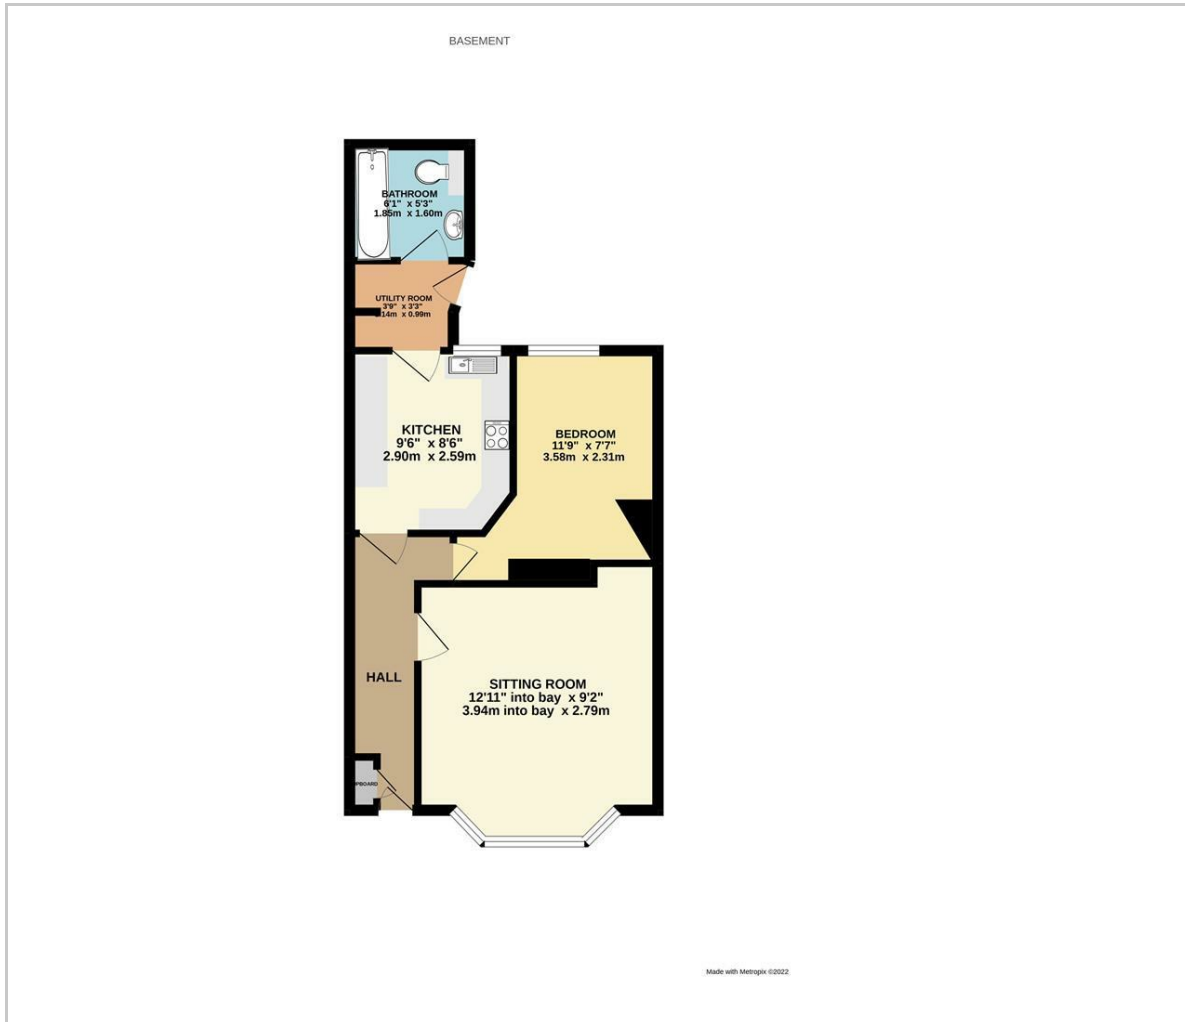 BASEMENT
BATHROOM
6'1" x 5'3"
1.85m x 1.60m
UTILITY ROOM
3'9" x 3'3"
x 0.99m
KITCHEN
9'6" x 8'6"
2.90m x 2.59m
BEDROOM
11'9" x 7'7"
3.58m x 2.31m
HALL
SITTING ROOM
12'11" into bay x 9'2"
3.94m into bay x 2.79m
Made with Metropix ©2022